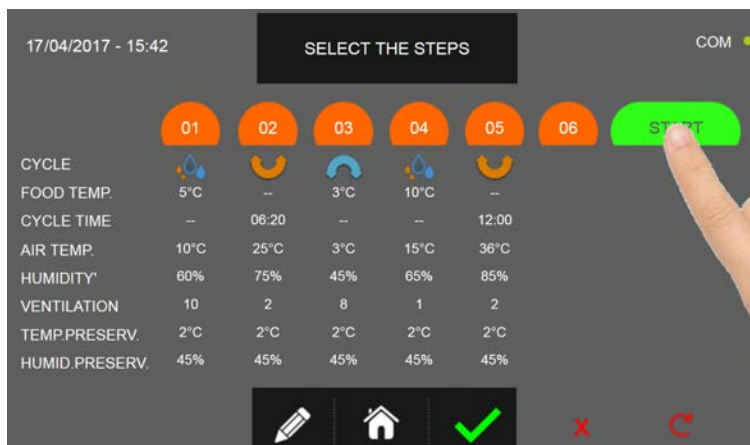 17/04/2017 - 15:42 SELECT THE STEPS COM
01 02 03 04 05 06 START
CYCLE
FOOD TEMP. 5°C -- 3°C 10°C --
CYCLE TIME -- 06:20 -- -- 12:00
AIR TEMP. 10°C 25°C 3°C 15°C 36°C
HUMIDITY' 60% 75% 45% 65% 85%
VENTILATION 10 2 8 1 2
TEMP.PRESERV. 2°C 2°C 2°C 2°C 2°C
HUMID.PRESERV. 45% 45% 45% 45% 45%
X